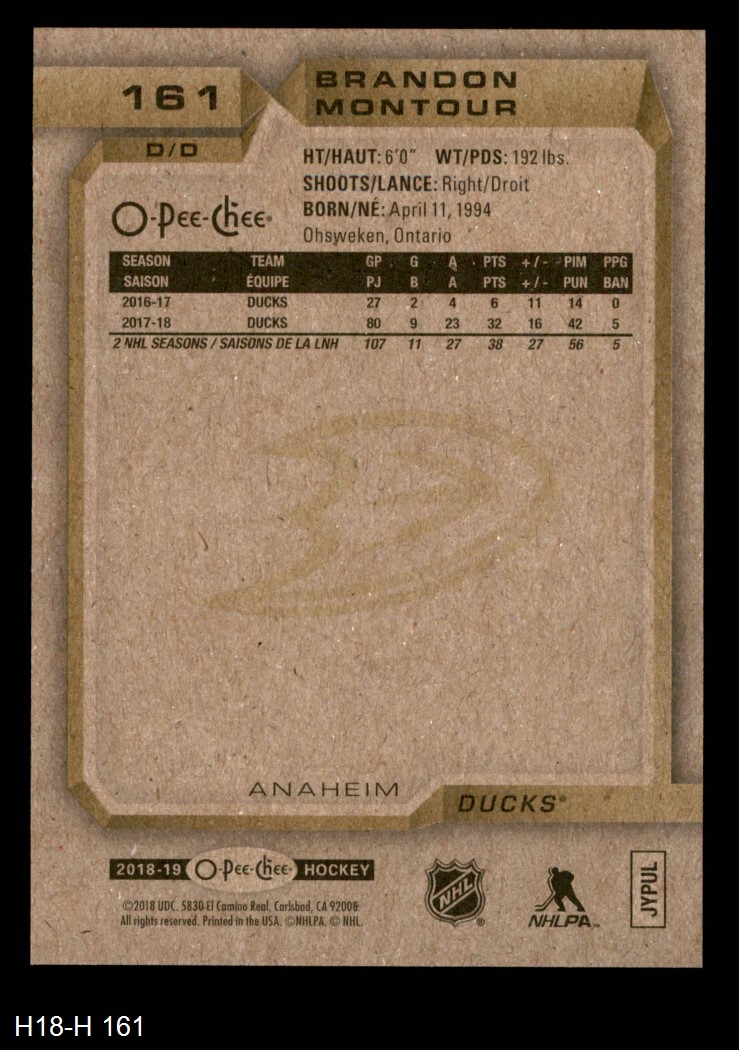 161
BRANDON
MONTOUR
D/D
HT/HAUT: 6'0" WT/PDS: 192 lbs.
SHOOTS/LANCE: Right/Droit
BORN/NÉ: April 11, 1994
Ohsweken, Ontario
O-Pee-Chee
SEASON TEAM GP G A PTS +/- PIM PPG
SAISON ÉQUIPE PJ B A PTS +/- PUN BAN
2016-17 DUCKS 27 2 4 6 11 14 0
2017-18 DUCKS 80 9 23 32 16 42 5
2 NHL SEASONS / SAISONS DE LA LNH 107 11 27 38 27 56 5
ANAHEIM
DUCKS®
2018-19 O-Pee-Chee HOCKEY
©2018 UDC. 5830 El Camino Real, Carlsbad, CA 92008.
All rights reserved. Printed in the USA. ©NHLPA. © NHL.
NHL®
NHLPA™
JYPUL
H18-H 161